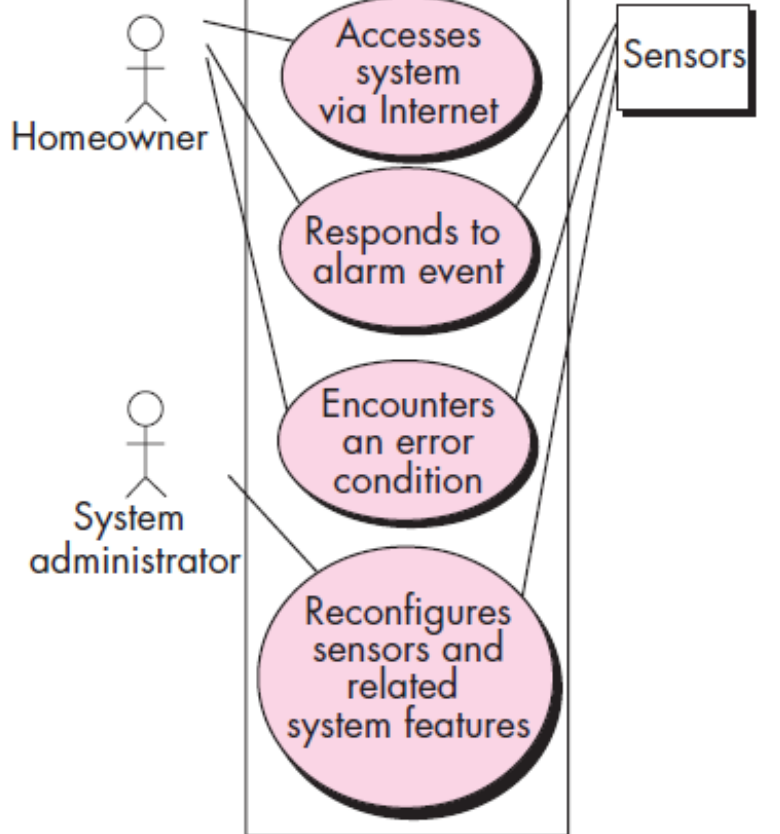 Accesses
system
via Internet
Sensors
Homeowner
Responds to
alarm event
Encounters
an error
condition
System
administrator
Reconfigures
sensors and
related
system features